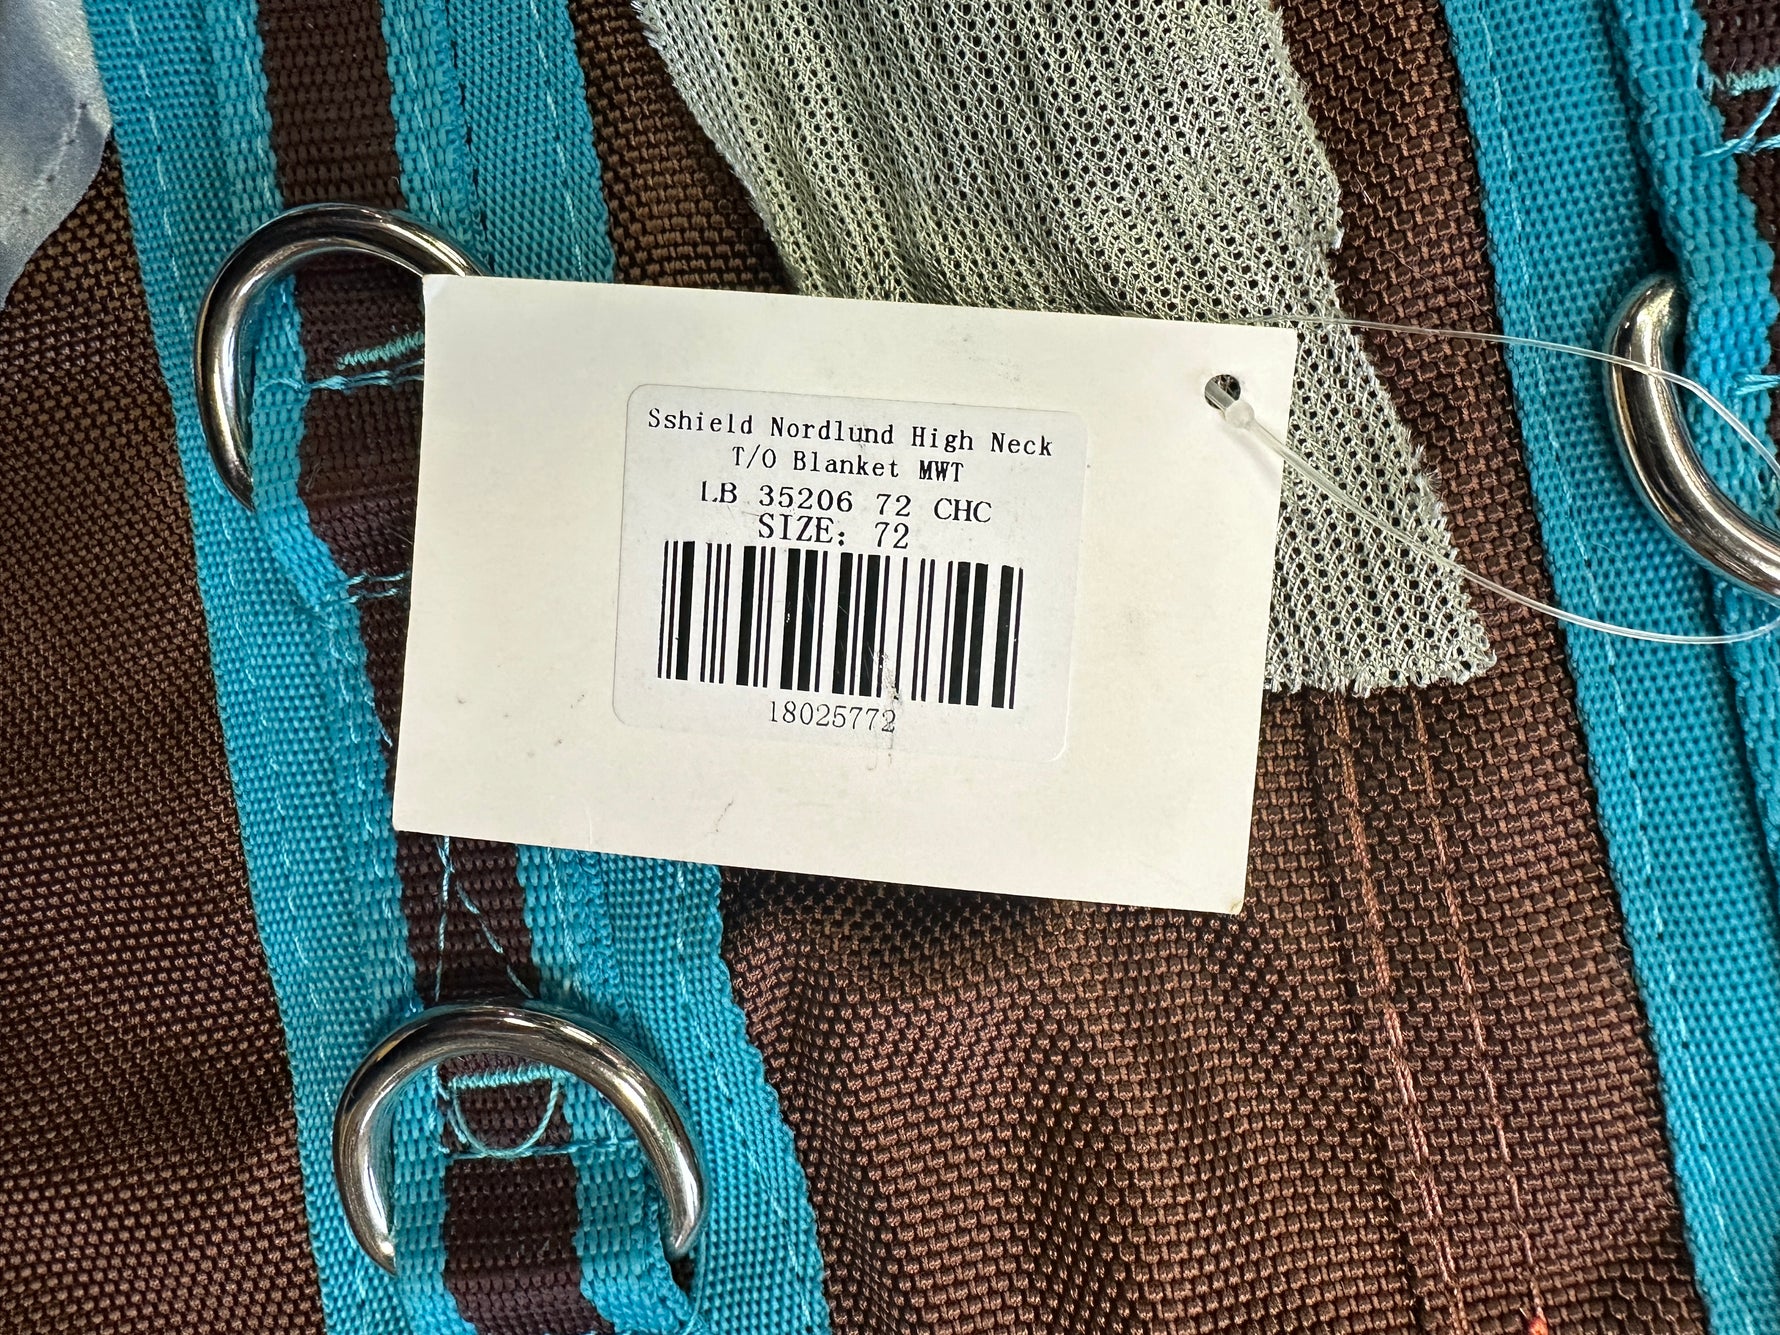 Sshield Nordlund High Neck
T/O Blanket MWT
LB 35206 72 CHC
SIZE: 72
18025772